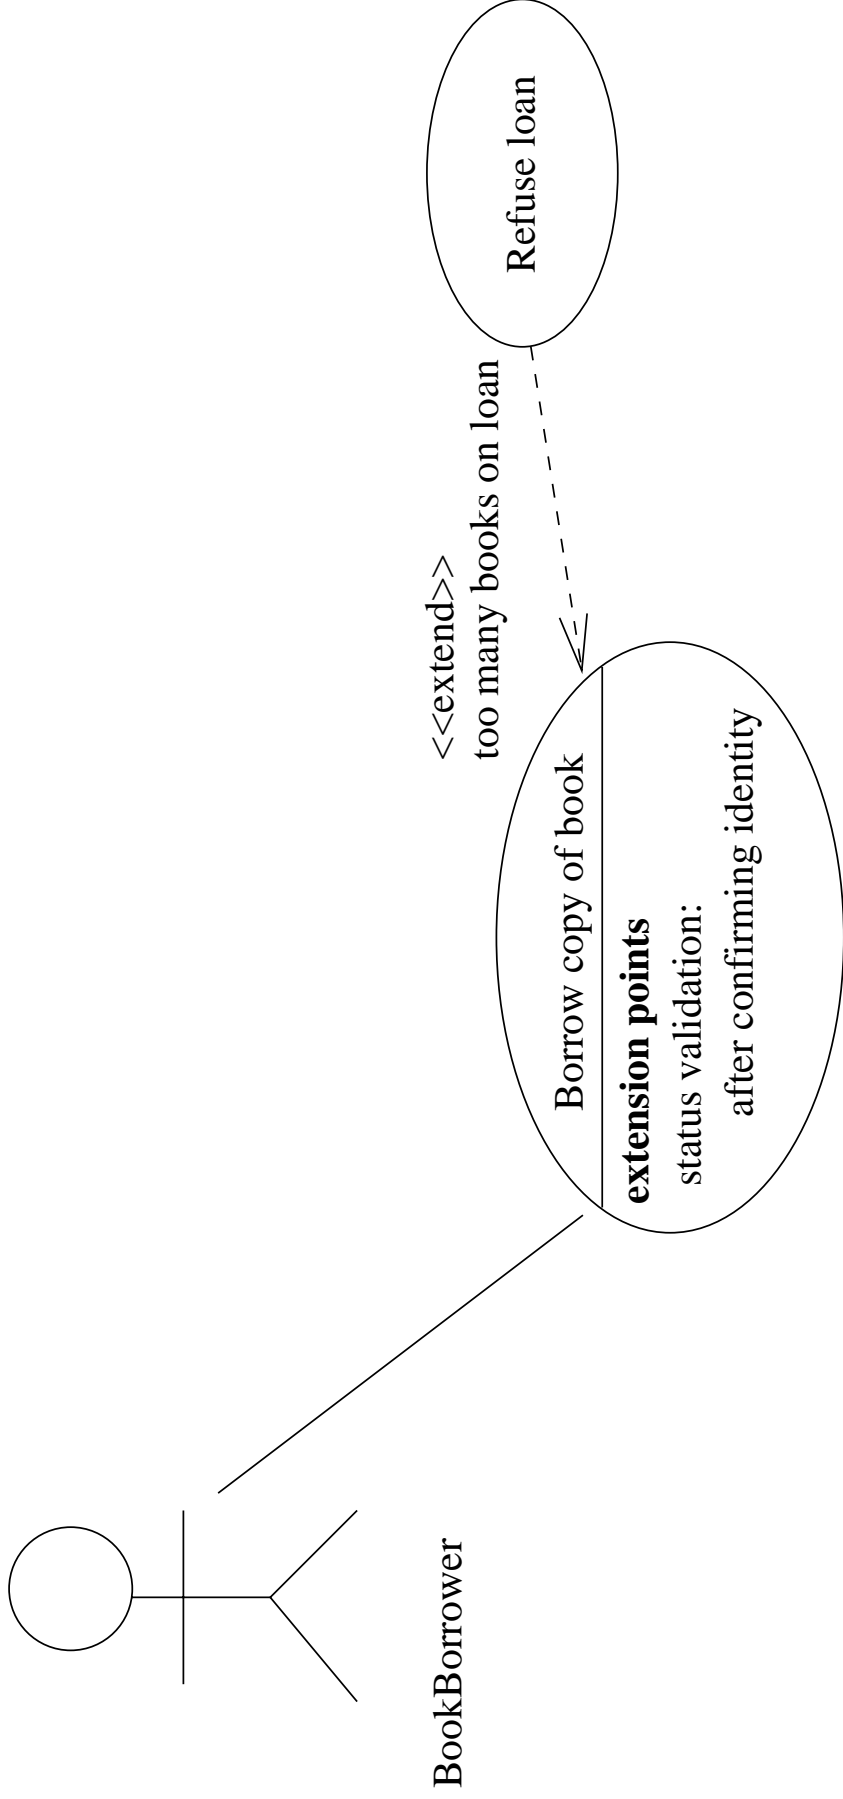 BookBorrower
Borrow copy of book
extension points
status validation:
after confirming identity
<<extend>>
too many books on loan
Refuse loan